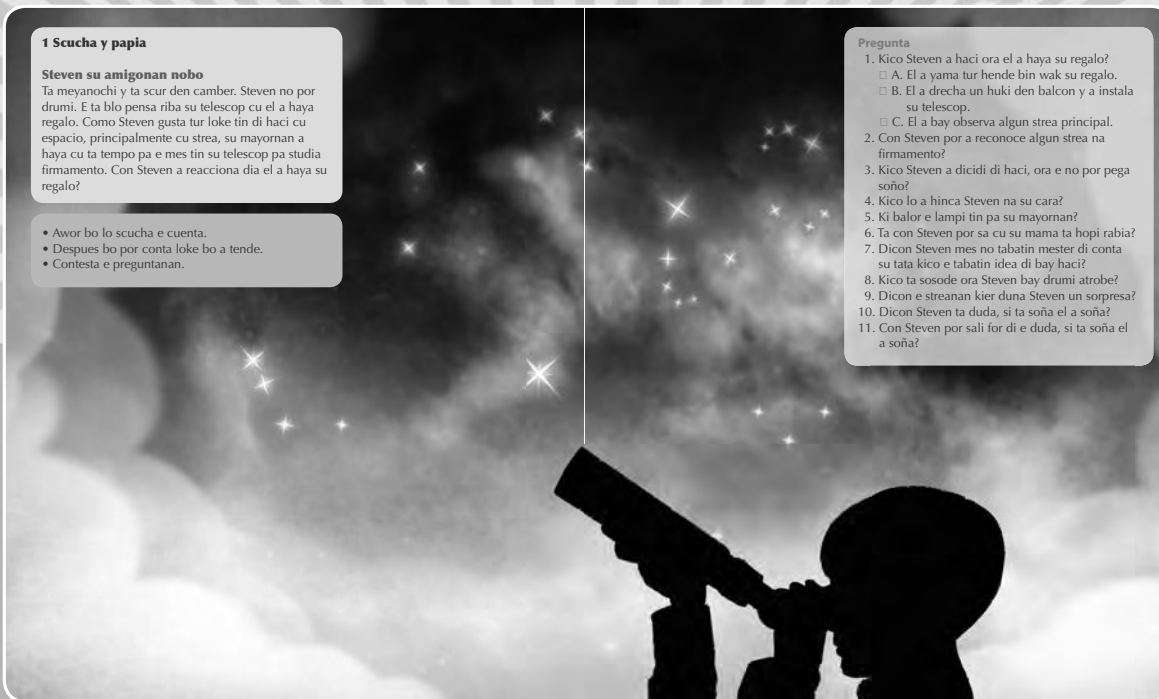 1 Scucha y papia
Steven su amigonan nobo
Ta meyanochi y ta scur den camber. Steven no por
drumi. E ta blo pensa riba su telescop cu el a haya
regalo. Como Steven gusta tur loke tin di haci cu
espacio, principalmente cu strea, su mayornan a
haya cu ta tempo pa e mes tin su telescop pa studia
firmamento. Con Steven a reacciona dia el a haya su
regalo?
• Awor bo lo scucha e cuenta.
• Despues bo por conta loke bo a tende.
• Contesta e preguntanan.
Pregunta
1. Kico Steven a haci ora el a haya su regalo?
□ A. El a yama tur hende bin wak su regalo.
□ B. El a drecha un huki den balcon y a instala
su telescop.
□ C. El a bay observa algun strea principal.
2. Con Steven por a reconoce algun strea na
firmamento?
3. Kico Steven a dicidi di haci, ora e no por pega
soño?
4. Kico lo a hinca Steven na su cara?
5. Ki balor e lampi tin pa su mayornan?
6. Ta con Steven por sa cu su mama ta hopi rabia?
7. Dicon Steven mes no tabatin mester di conta
su tata kico e tabatin idea di bay haci?
8. Kico ta sosode ora Steven bay drumi atrobe?
9. Dicon e streanan kier duna Steven un sorpresa?
10. Dicon Steven ta duda, si ta soña el a soña?
11. Con Steven por sali for di e duda, si ta soña el
a soña?